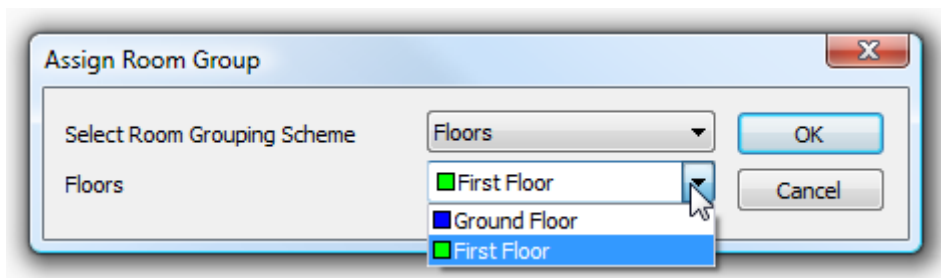 Assign Room Group
Select Room Grouping Scheme Floors OK
Floors First Floor Cancel
Ground Floor
First Floor